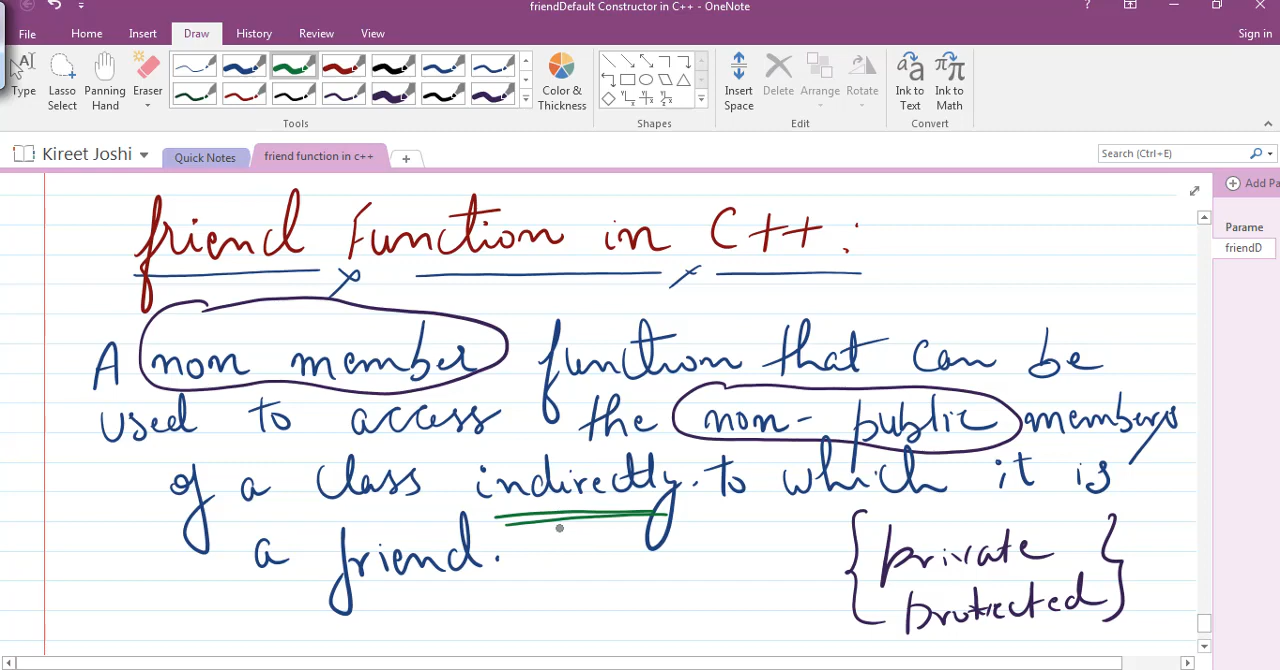 friendDefault Constructor in C++ - OneNote
File Home Insert Draw History Review View Sign in
Type Lasso Select Panning Hand Eraser Color & Thickness Insert Space Delete Arrange Rotate Ink to Text Ink to Math
Tools Shapes Edit Convert
Kireet Joshi Quick Notes friend function in c++ Search (Ctrl+E)
Add Pa
Parame
friendD
friend Function in C++:
A non member function that can be
used to access the non-public members
of a class indirectly. to which it is
a friend.
{private
protected}